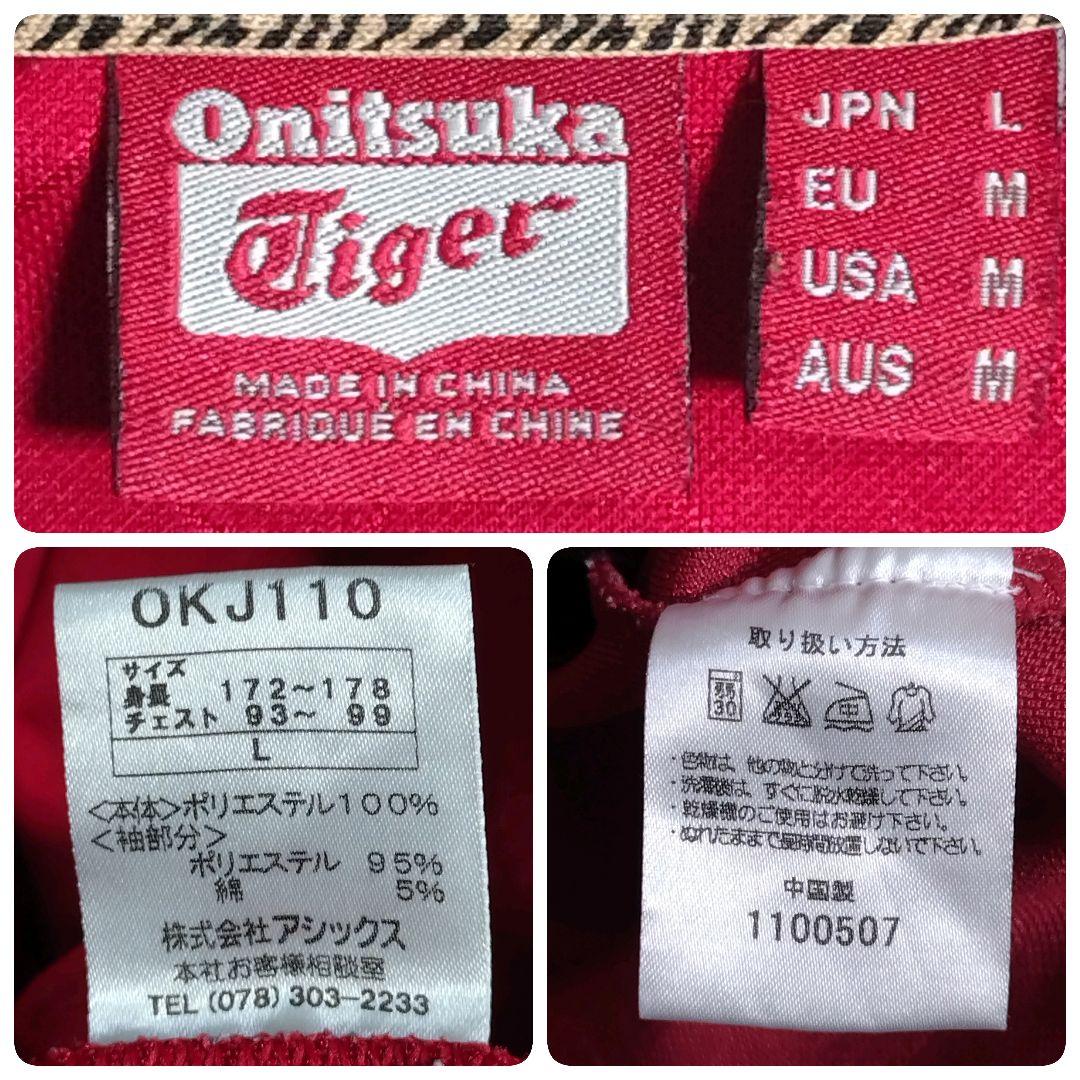 Onitsuka
Tiger
MADE IN CHINA
FABRIQUÉ EN CHINE
JPN L
EU M
USA M
AUS M
OKJ110
サイズ
身長 172～178
チェスト 93～ 99
L
〈本体〉ポリエステル100%
〈袖部分〉
ポリエステル 95%
綿 5%
株式会社アシックス
本社お客様相談室
TEL (078) 303-2233
取り扱い方法
弱 30
・色物は、他の物と分けて洗って下さい。
・洗濯後は、すぐに脱水乾燥して下さい。
・乾燥機のご使用はお避け下さい。
・ぬれたままで長時間放置しないで下さい。
中国製
1100507